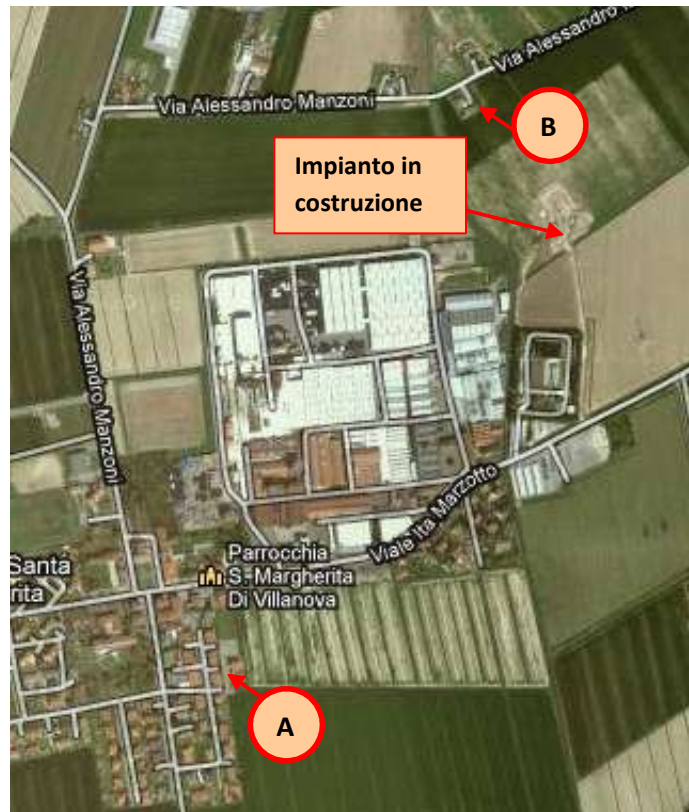 Via Alessandro M
Via Alessandro Manzoni
B
Impianto in
costruzione
Via Alessandro Manzoni
Viale Ita Marzotto
Santa
rita
Parrocchia
S. Margherita
Di Villanova
A